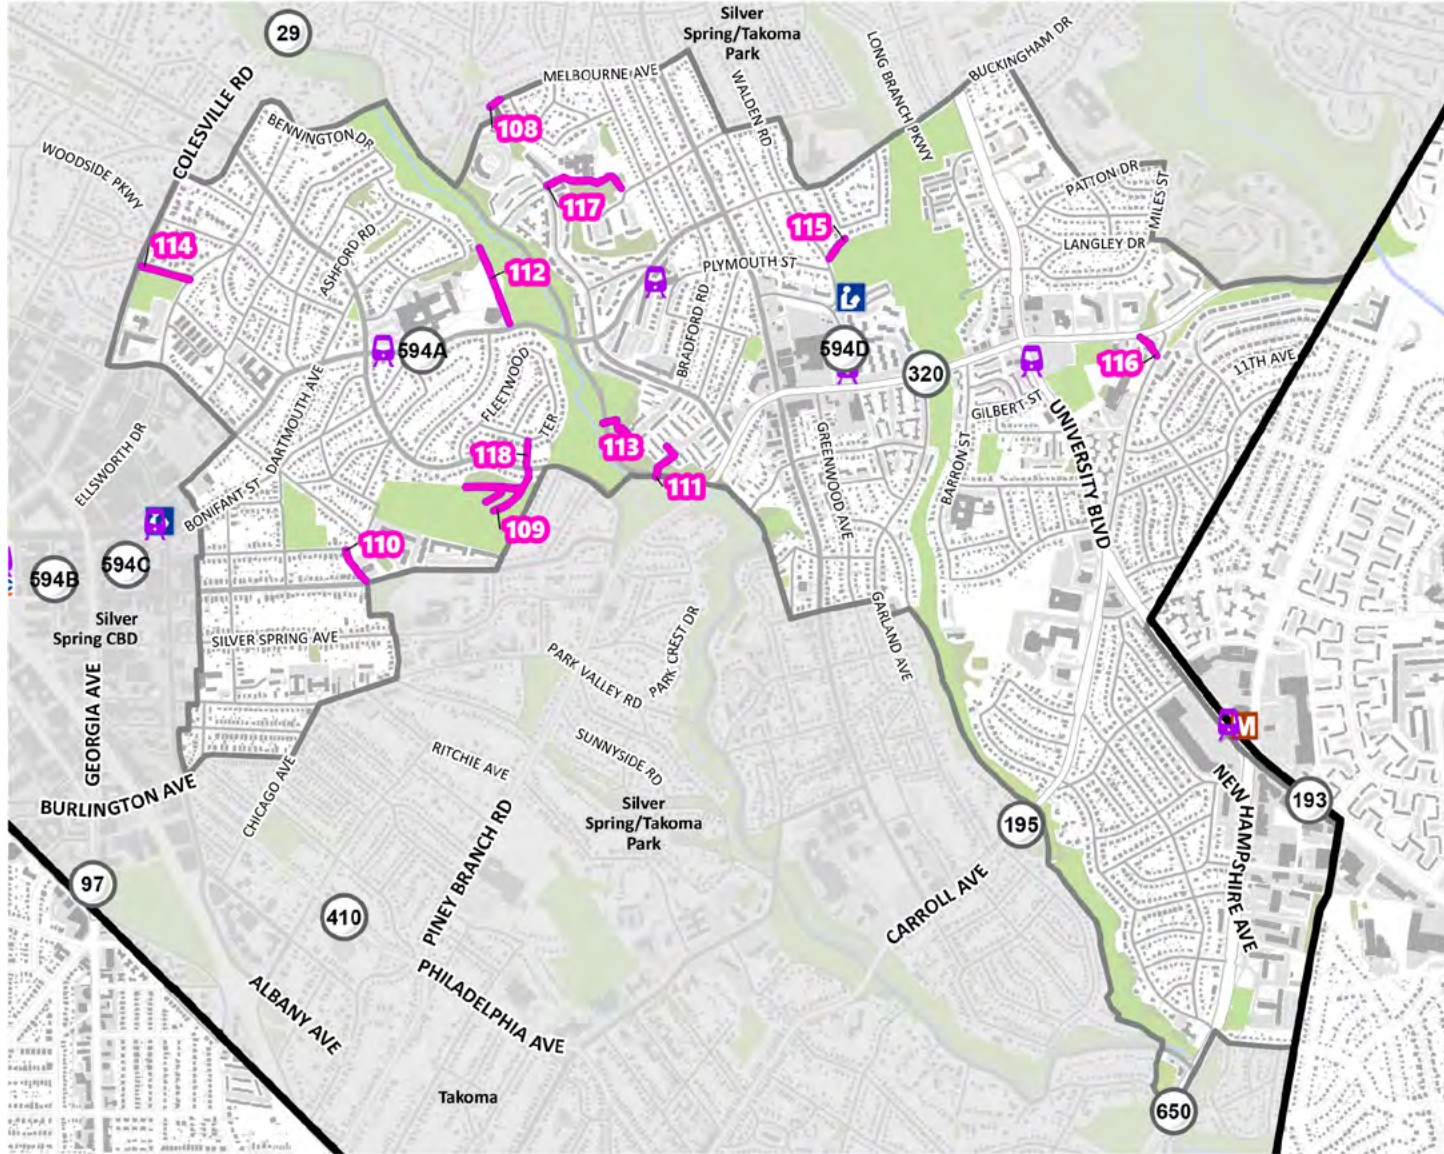 Silver
Spring/Takoma
Park
29
MELBOURNE AVE
LONG BRANCH PKWY
BUCKINGHAM DR
COLESVILLE RD
WALDEN RD
BENNINGTON DR
108
WOODSIDE PKWY
PATTON DR
MILES ST
117
115
LANGLEY DR
114
ASHFORD RD
112
PLYMOUTH ST
BRADFORD RD
594A
594D
320
116
11TH AVE
FLEETWOOD
TER
DARTMOUTH AVE
GILBERT ST
UNIVERSITY BLVD
ELLSWORTH DR
BONIFANT ST
118
113
111
GREENWOOD AVE
BARRON ST
109
110
594B
594C
Silver
Spring CBD
SILVER SPRING AVE
GARLAND AVE
PARK CREST DR
PARK VALLEY RD
GEORGIA AVE
SUNNYSIDE RD
RITCHIE AVE
M
BURLINGTON AVE
CHICAGO AVE
Silver
Spring/Takoma
Park
NEW HAMPSHIRE AVE
193
195
PINEY BRANCH RD
97
410
CARROLL AVE
ALBANY AVE
PHILADELPHIA AVE
Takoma
650